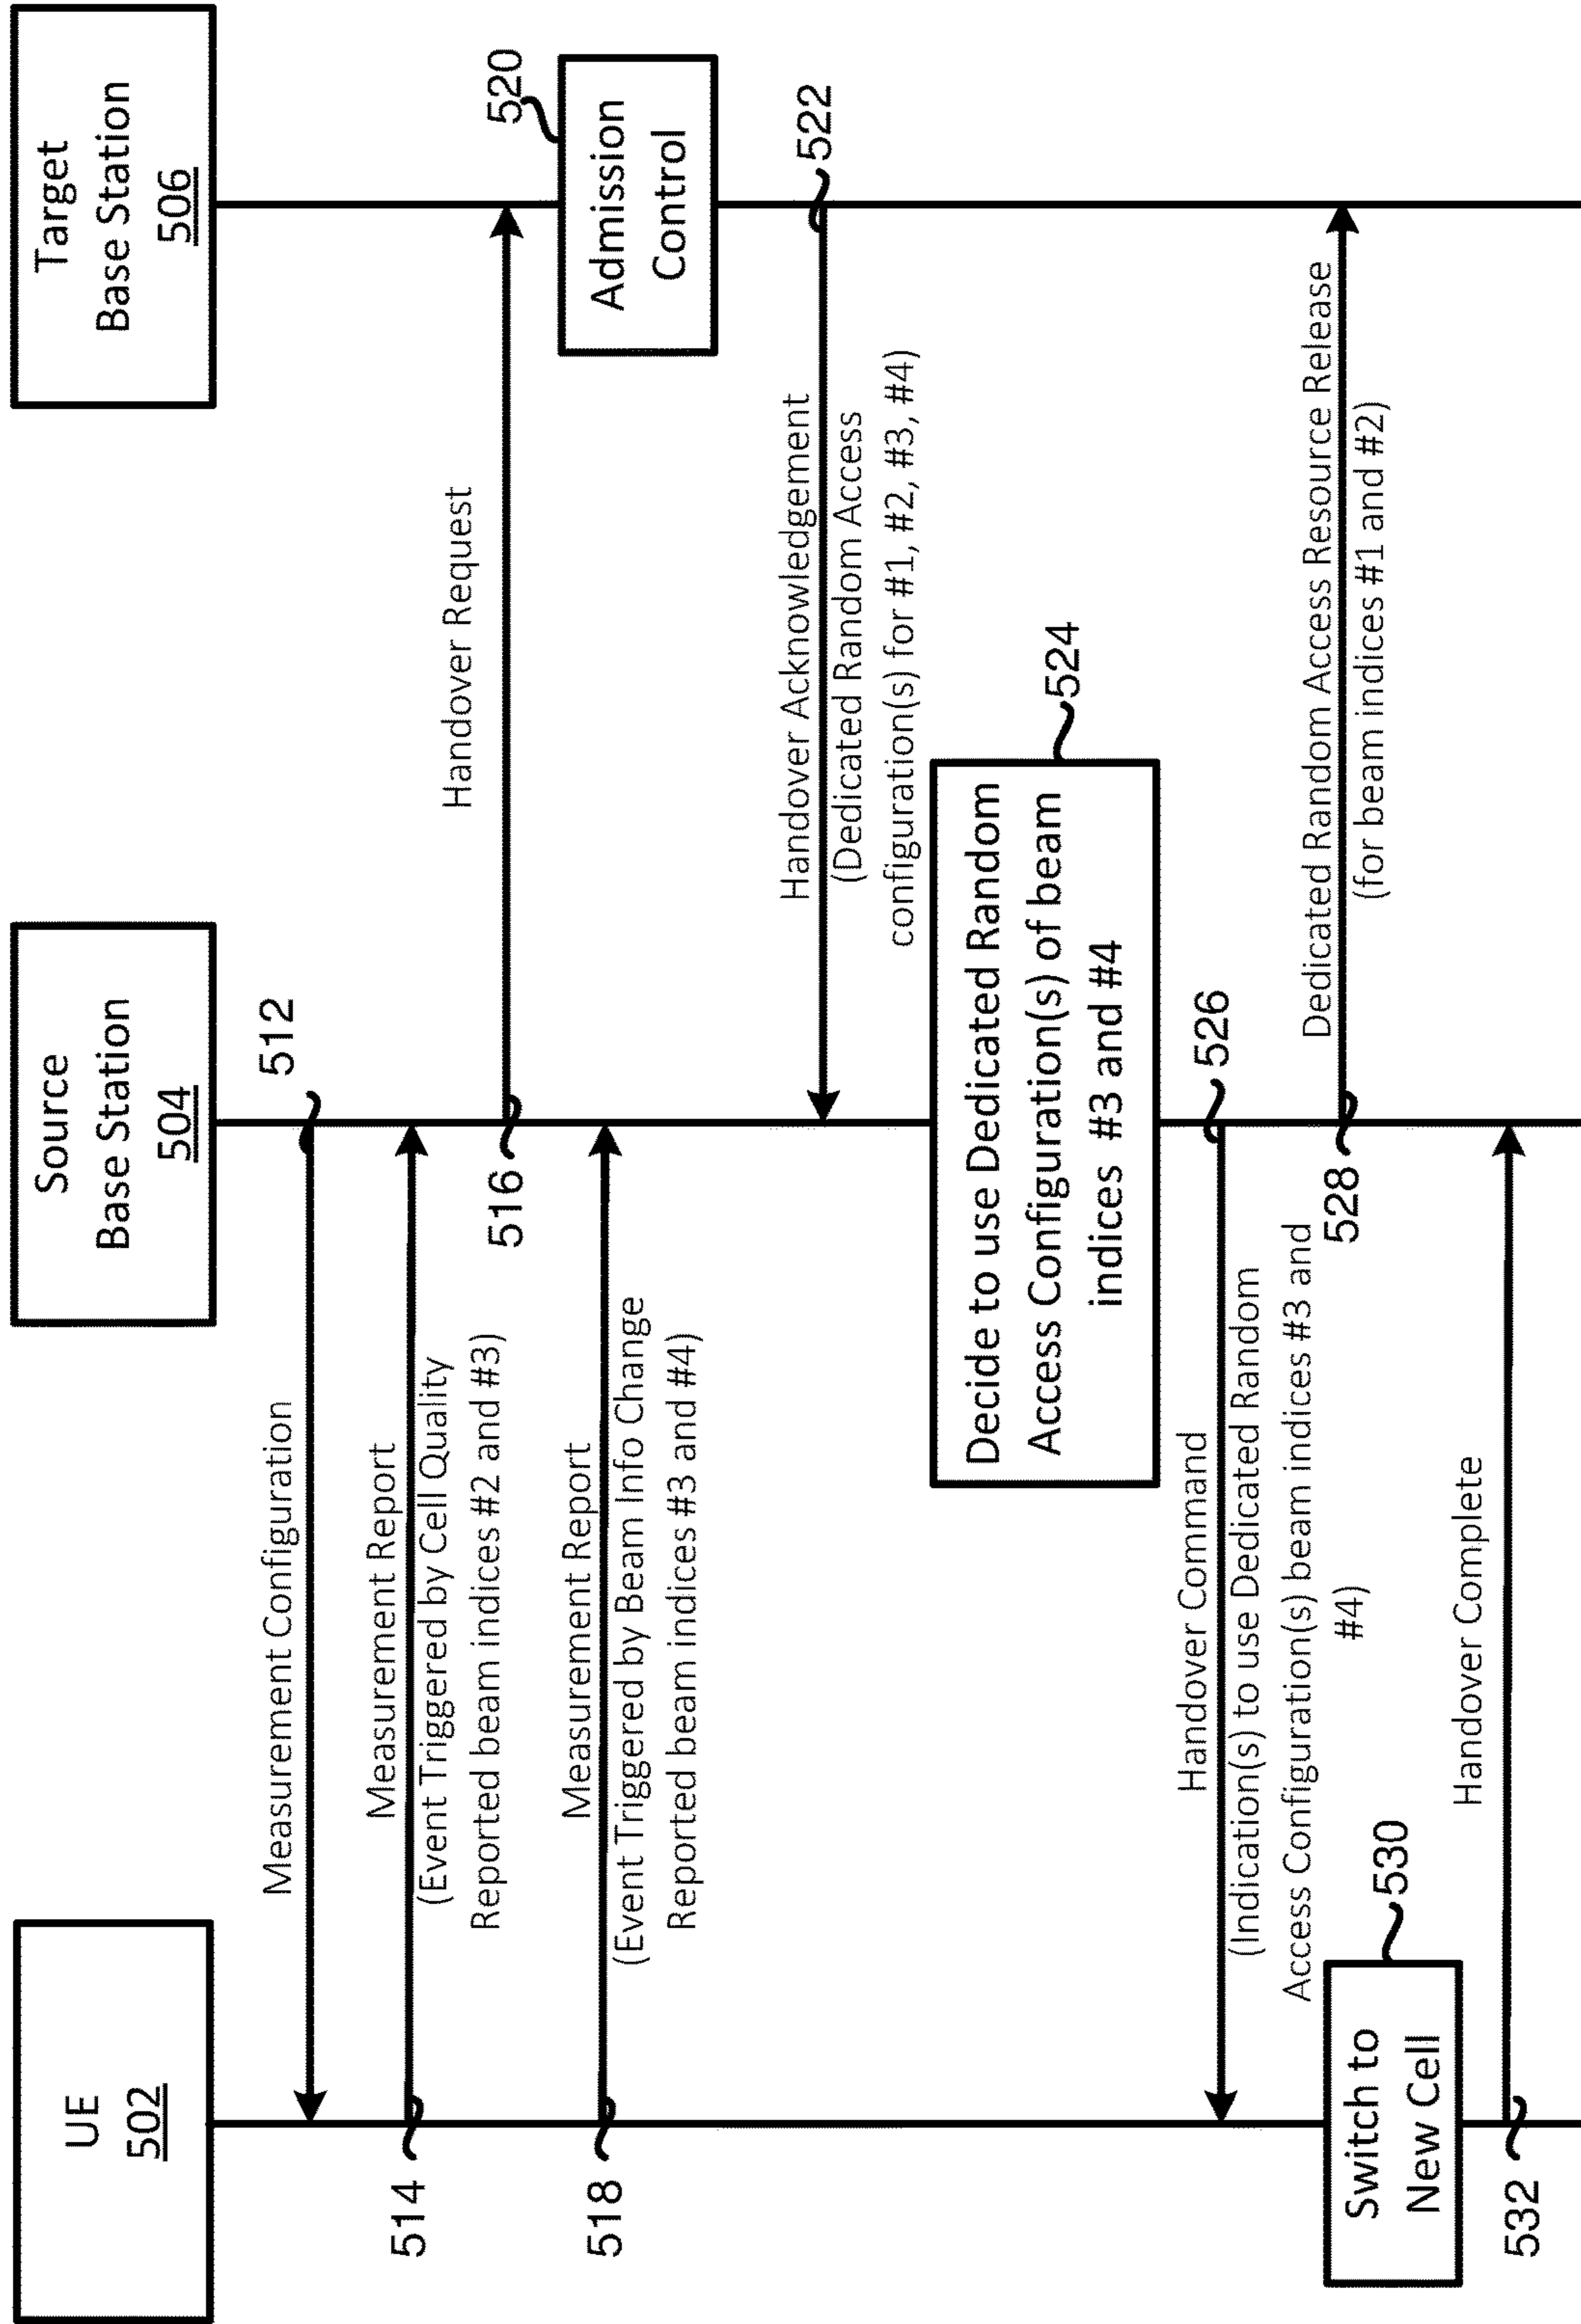 UE
502
Source
Base Station
504
Target
Base Station
506
512
Measurement Configuration
514
Measurement Report
(Event Triggered by Cell Quality
Reported beam indices #2 and #3)
516
Handover Request
518
Measurement Report
(Event Triggered by Beam Info Change
Reported beam indices #3 and #4)
520
Admission
Control
522
Handover Acknowledgement
(Dedicated Random Access
configuration(s) for #1, #2, #3, #4)
Decide to use Dedicated Random
Access Configuration(s) of beam
indices #3 and #4
524
526
Handover Command
(Indication(s) to use Dedicated Random
Access Configuration(s) beam indices #3 and
#4)
528
Dedicated Random Access Resource Release
(for beam indices #1 and #2)
Switch to
New Cell
530
532
Handover Complete